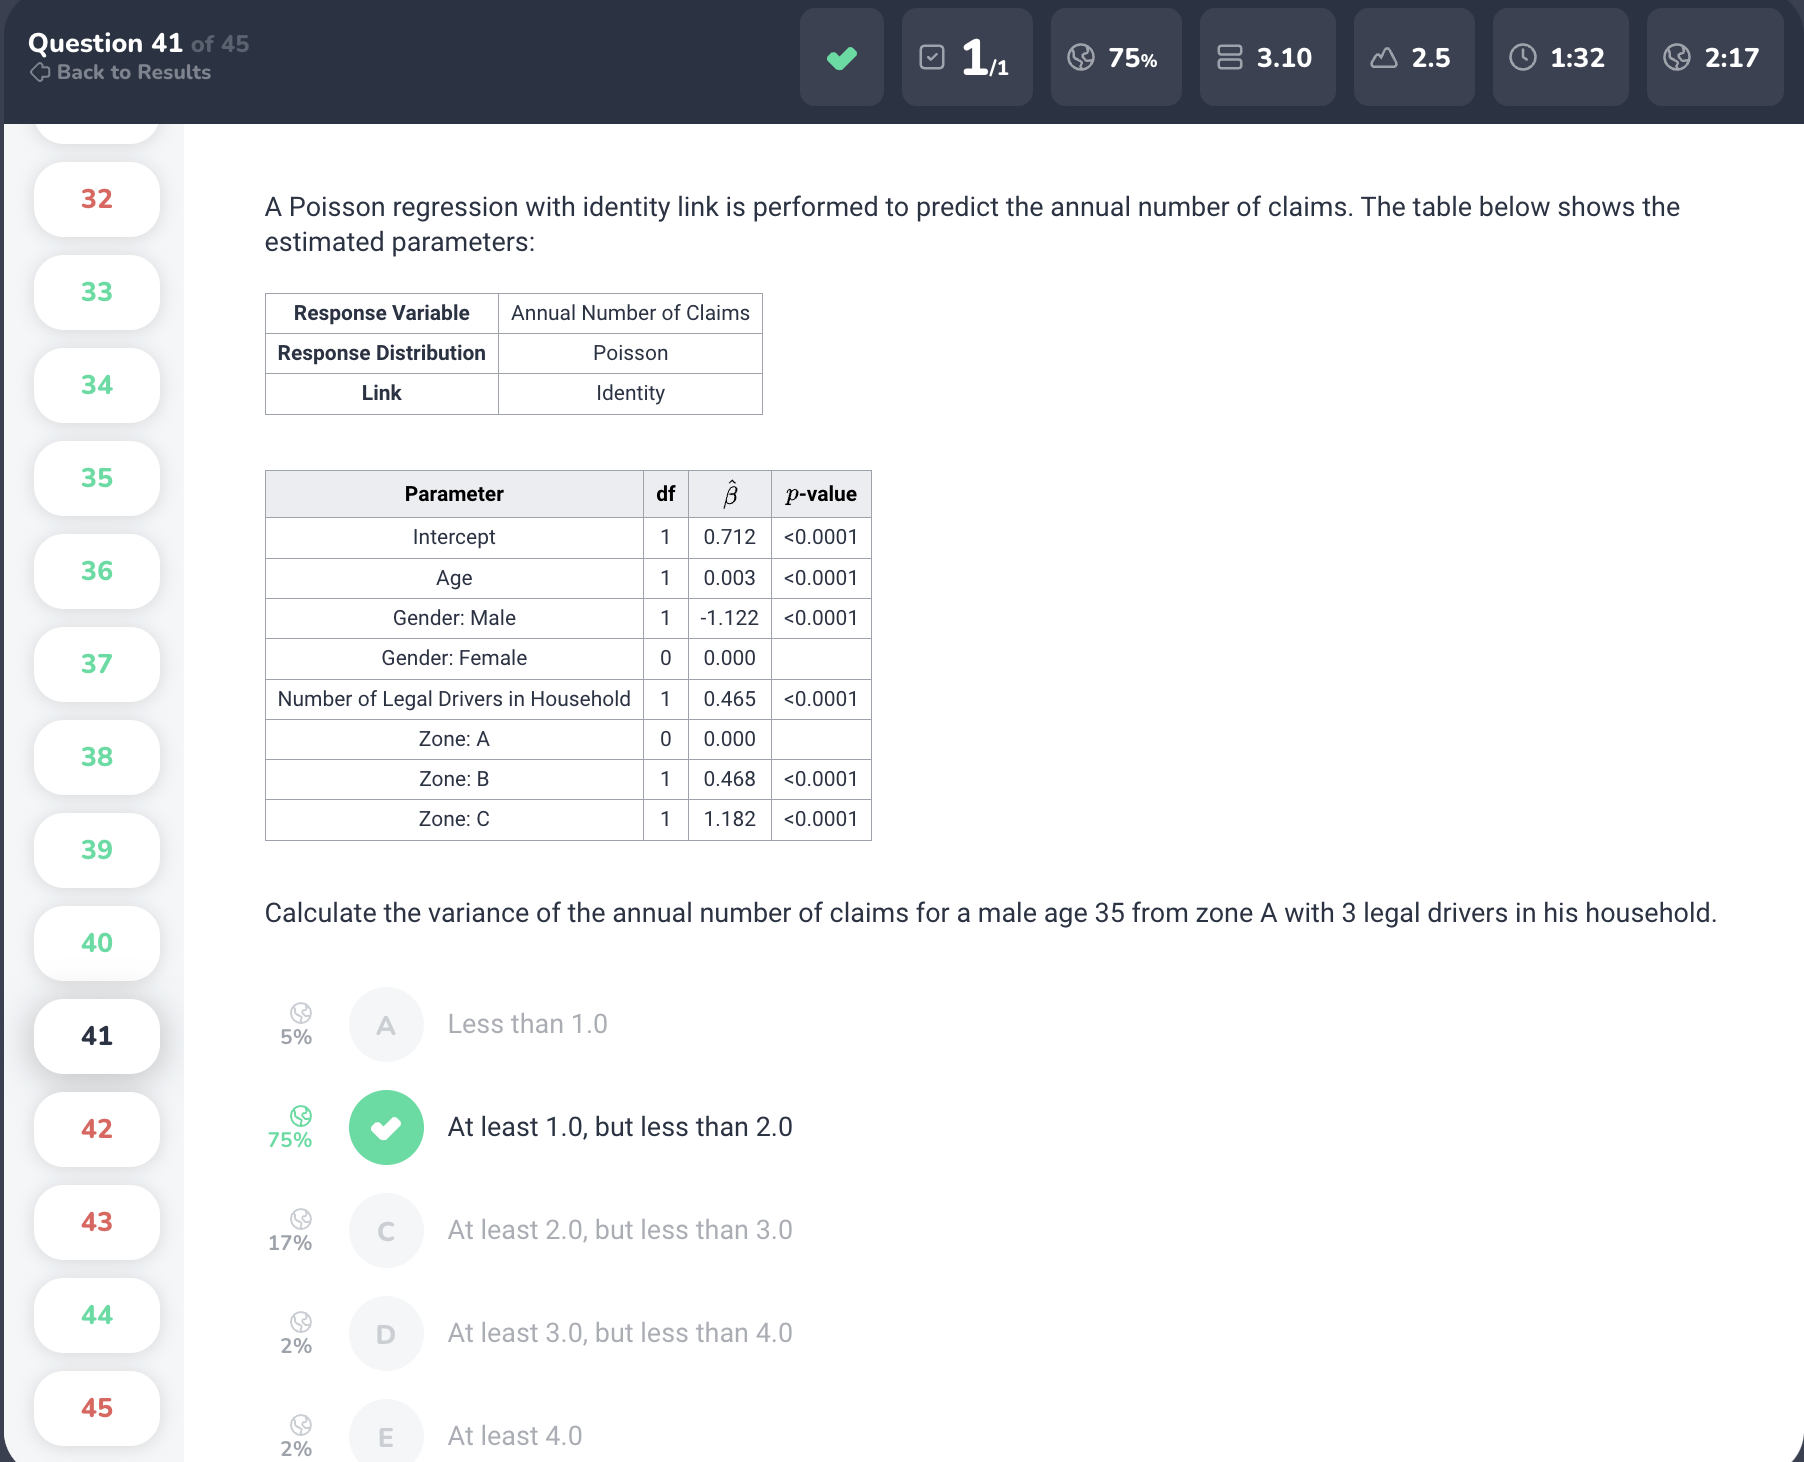 Question 41 of 45
Back to Results
1/1
75%
3.10
2.5
1:32
2:17
32
33
34
35
36
37
38
39
40
41
42
43
44
45
A Poisson regression with identity link is performed to predict the annual number of claims. The table below shows the
estimated parameters:
Response Variable Annual Number of Claims
Response Distribution Poisson
Link Identity
Parameter df β̂ p-value
Intercept 1 0.712 <0.0001
Age 1 0.003 <0.0001
Gender: Male 1 -1.122 <0.0001
Gender: Female 0 0.000
Number of Legal Drivers in Household 1 0.465 <0.0001
Zone: A 0 0.000
Zone: B 1 0.468 <0.0001
Zone: C 1 1.182 <0.0001
Calculate the variance of the annual number of claims for a male age 35 from zone A with 3 legal drivers in his household.
5% A Less than 1.0
75% At least 1.0, but less than 2.0
17% C At least 2.0, but less than 3.0
2% D At least 3.0, but less than 4.0
2% E At least 4.0